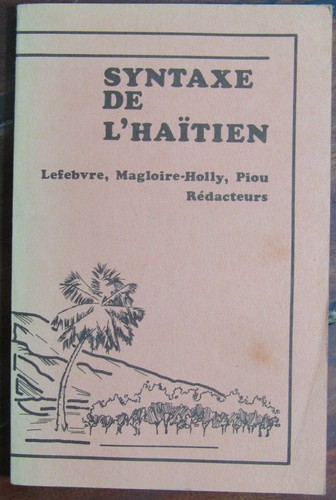 SYNTAXE
DE
L'HAÏTIEN
Lefebvre, Magloire-Holly, Piou
Rédacteurs